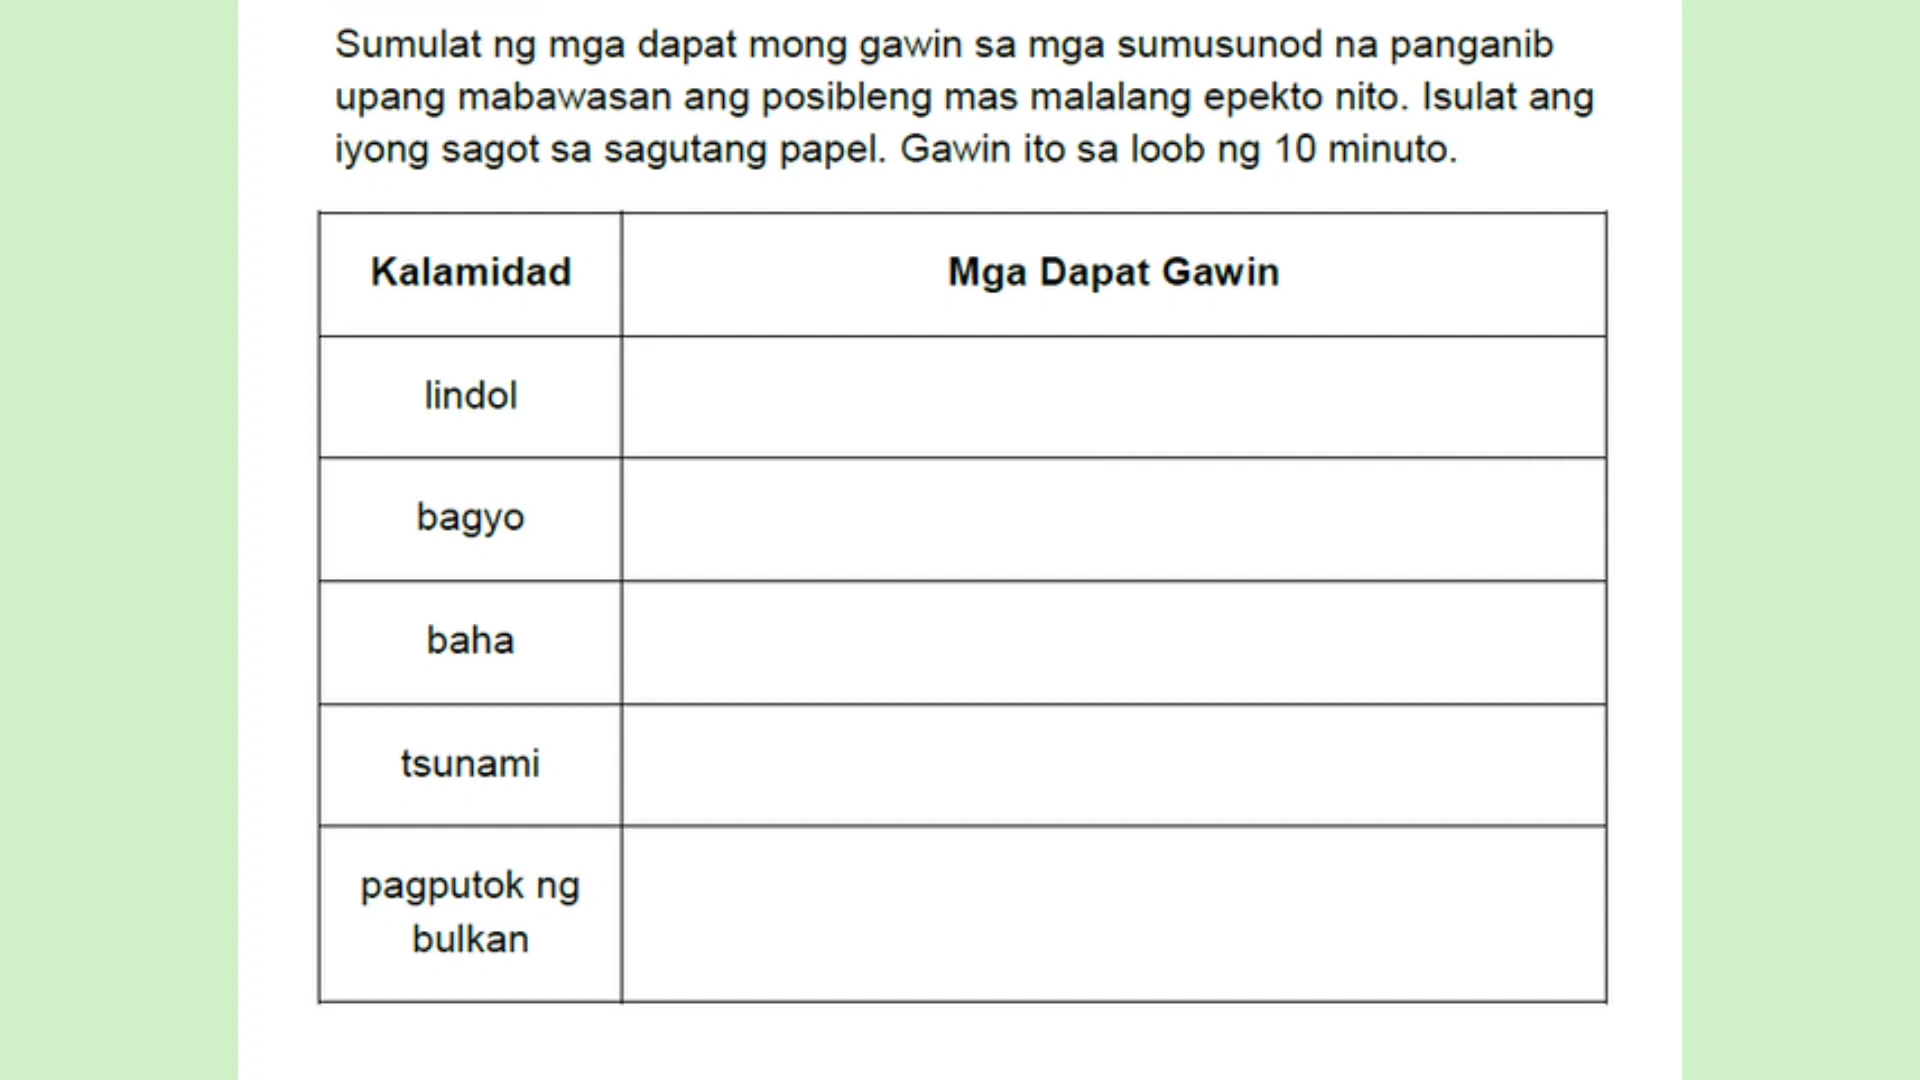 Sumulat ng mga dapat mong gawin sa mga sumusunod na panganib
upang mabawasan ang posibleng mas malalang epekto nito. Isulat ang
iyong sagot sa sagutang papel. Gawin ito sa loob ng 10 minuto.
Kalamidad
Mga Dapat Gawin
lindol
bagyo
baha
tsunami
pagputok ng
bulkan